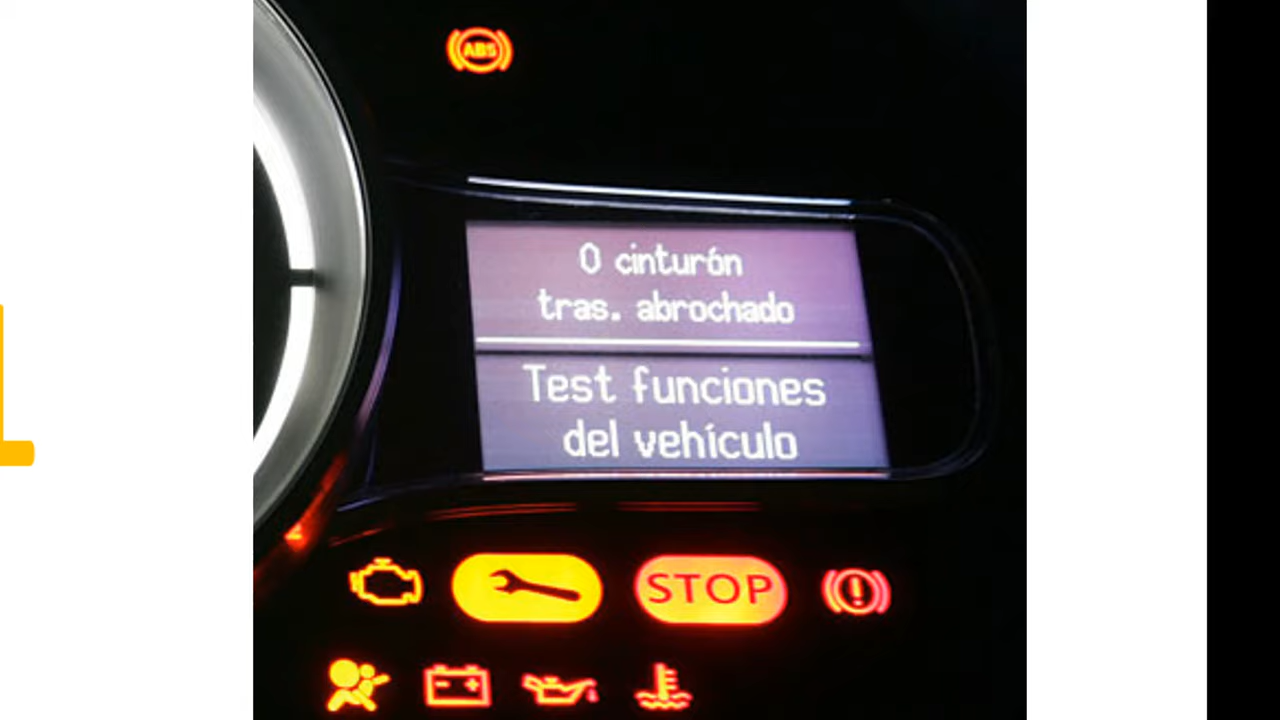 ABS
0 cinturón
tras. abrochado
Test funciones
del vehículo
STOP